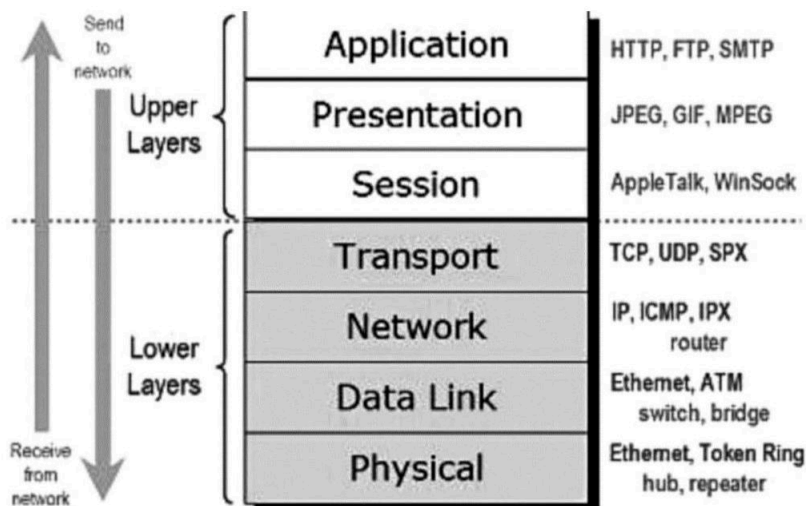 Send
to
network
Receive
from
network
Upper
Layers
Lower
Layers
Application
HTTP, FTP, SMTP
Presentation
JPEG, GIF, MPEG
Session
AppleTalk, WinSock
Transport
TCP, UDP, SPX
Network
IP, ICMP, IPX
router
Data Link
Ethernet, ATM
switch, bridge
Physical
Ethernet, Token Ring
hub, repeater